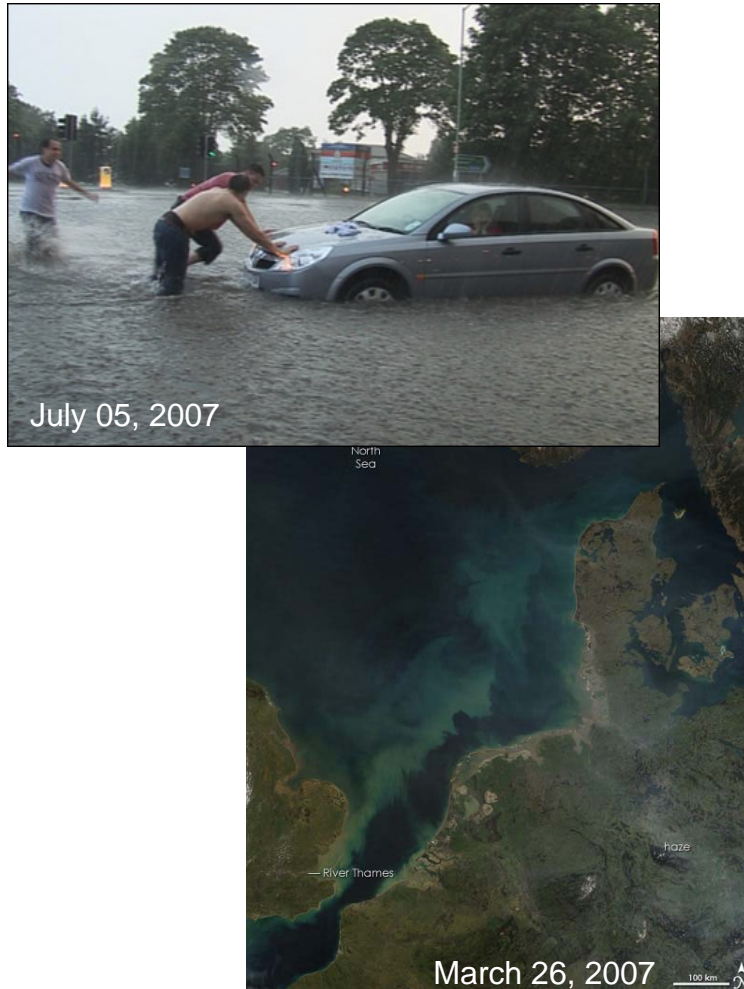 July 05, 2007
North
Sea
River Thames
haze
March 26, 2007
100 km